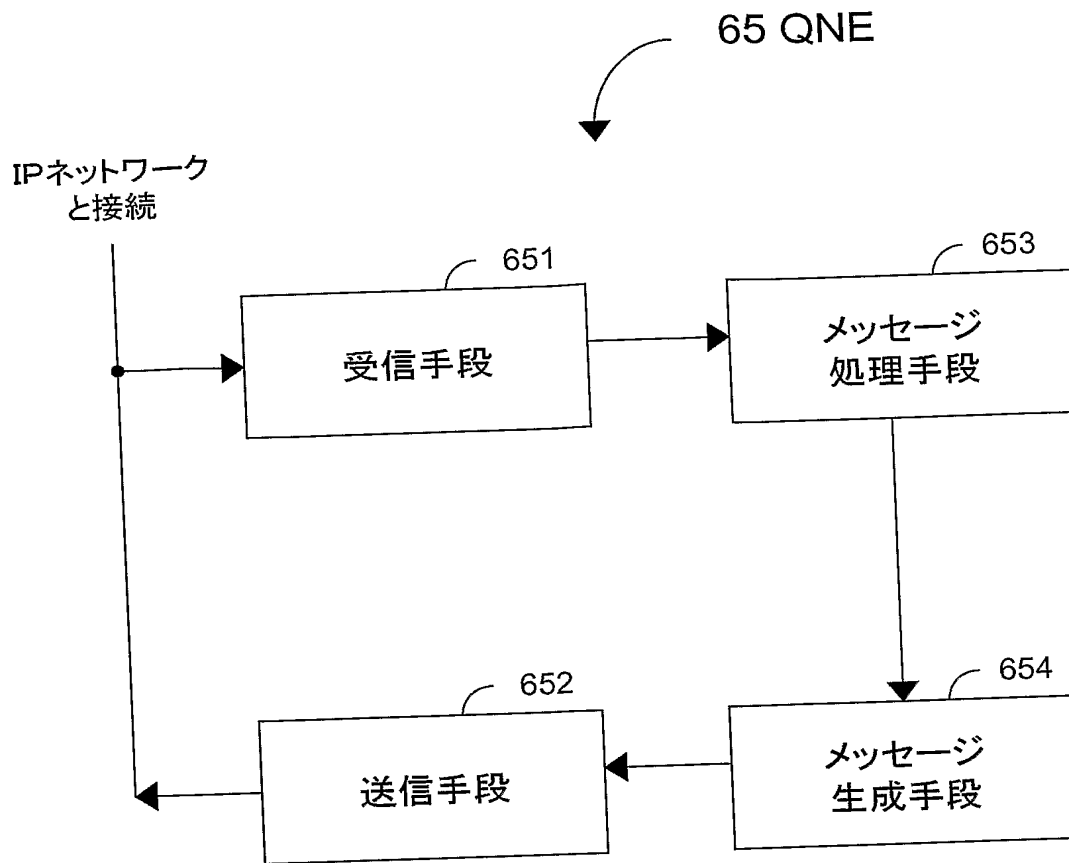 65 QNE
IPネットワーク
と接続
651
653
受信手段
メッセージ
処理手段
652
654
送信手段
メッセージ
生成手段